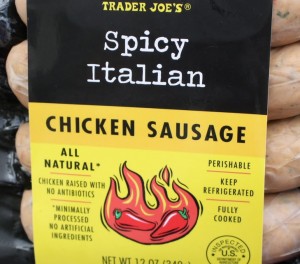 TRADER JOE'S®
Spicy
Italian
CHICKEN SAUSAGE
ALL
NATURAL*
CHICKEN RAISED WITH
NO ANTIBIOTICS
*MINIMALLY
PROCESSED
NO ARTIFICIAL
INGREDIENTS
PERISHABLE
KEEP
REFRIGERATED
FULLY
COOKED
INSPECTED
U.S.
NET WT 12 OZ (340g)